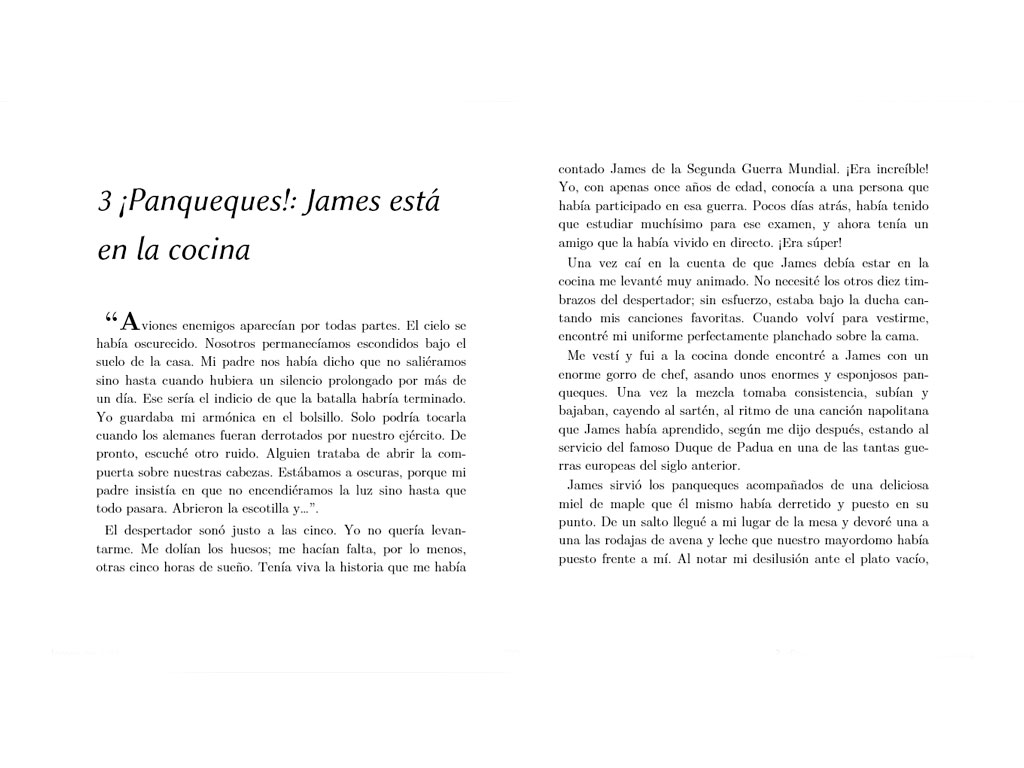 3 ¡Panqueques!: James está
en la cocina
“Aviones enemigos aparecían por todas partes. El cielo se
había oscurecido. Nosotros permanecíamos escondidos bajo el
suelo de la casa. Mi padre nos había dicho que no saliéramos
sino hasta cuando hubiera un silencio prolongado por más de
un día. Ese sería el indicio de que la batalla habría terminado.
Yo guardaba mi armónica en el bolsillo. Solo podría tocarla
cuando los alemanes fueran derrotados por nuestro ejército. De
pronto, escuché otro ruido. Alguien trataba de abrir la com-
puerta sobre nuestras cabezas. Estábamos a oscuras, porque mi
padre insistía en que no encendiéramos la luz sino hasta que
todo pasara. Abrieron la escotilla y...”.
El despertador sonó justo a las cinco. Yo no quería levan-
tarme. Me dolían los huesos; me hacían falta, por lo menos,
otras cinco horas de sueño. Tenía viva la historia que me había
contado James de la Segunda Guerra Mundial. ¡Era increíble!
Yo, con apenas once años de edad, conocía a una persona que
había participado en esa guerra. Pocos días atrás, había tenido
que estudiar muchísimo para ese examen, y ahora tenía un
amigo que la había vivido en directo. ¡Era súper!
Una vez caí en la cuenta de que James debía estar en la
cocina me levanté muy animado. No necesité los otros diez tim-
brazos del despertador; sin esfuerzo, estaba bajo la ducha can-
tando mis canciones favoritas. Cuando volví para vestirme,
encontré mi uniforme perfectamente planchado sobre la cama.
Me vestí y fui a la cocina donde encontré a James con un
enorme gorro de chef, asando unos enormes y esponjosos pan-
queques. Una vez la mezcla tomaba consistencia, subían y
bajaban, cayendo al sartén, al ritmo de una canción napolitana
que James había aprendido, según me dijo después, estando al
servicio del famoso Duque de Padua en una de las tantas gue-
rras europeas del siglo anterior.
James sirvió los panqueques acompañados de una deliciosa
miel de maple que él mismo había derretido y puesto en su
punto. De un salto llegué a mi lugar de la mesa y devoré una a
una las rodajas de avena y leche que nuestro mayordomo había
puesto frente a mí. Al notar mi desilusión ante el plato vacío,